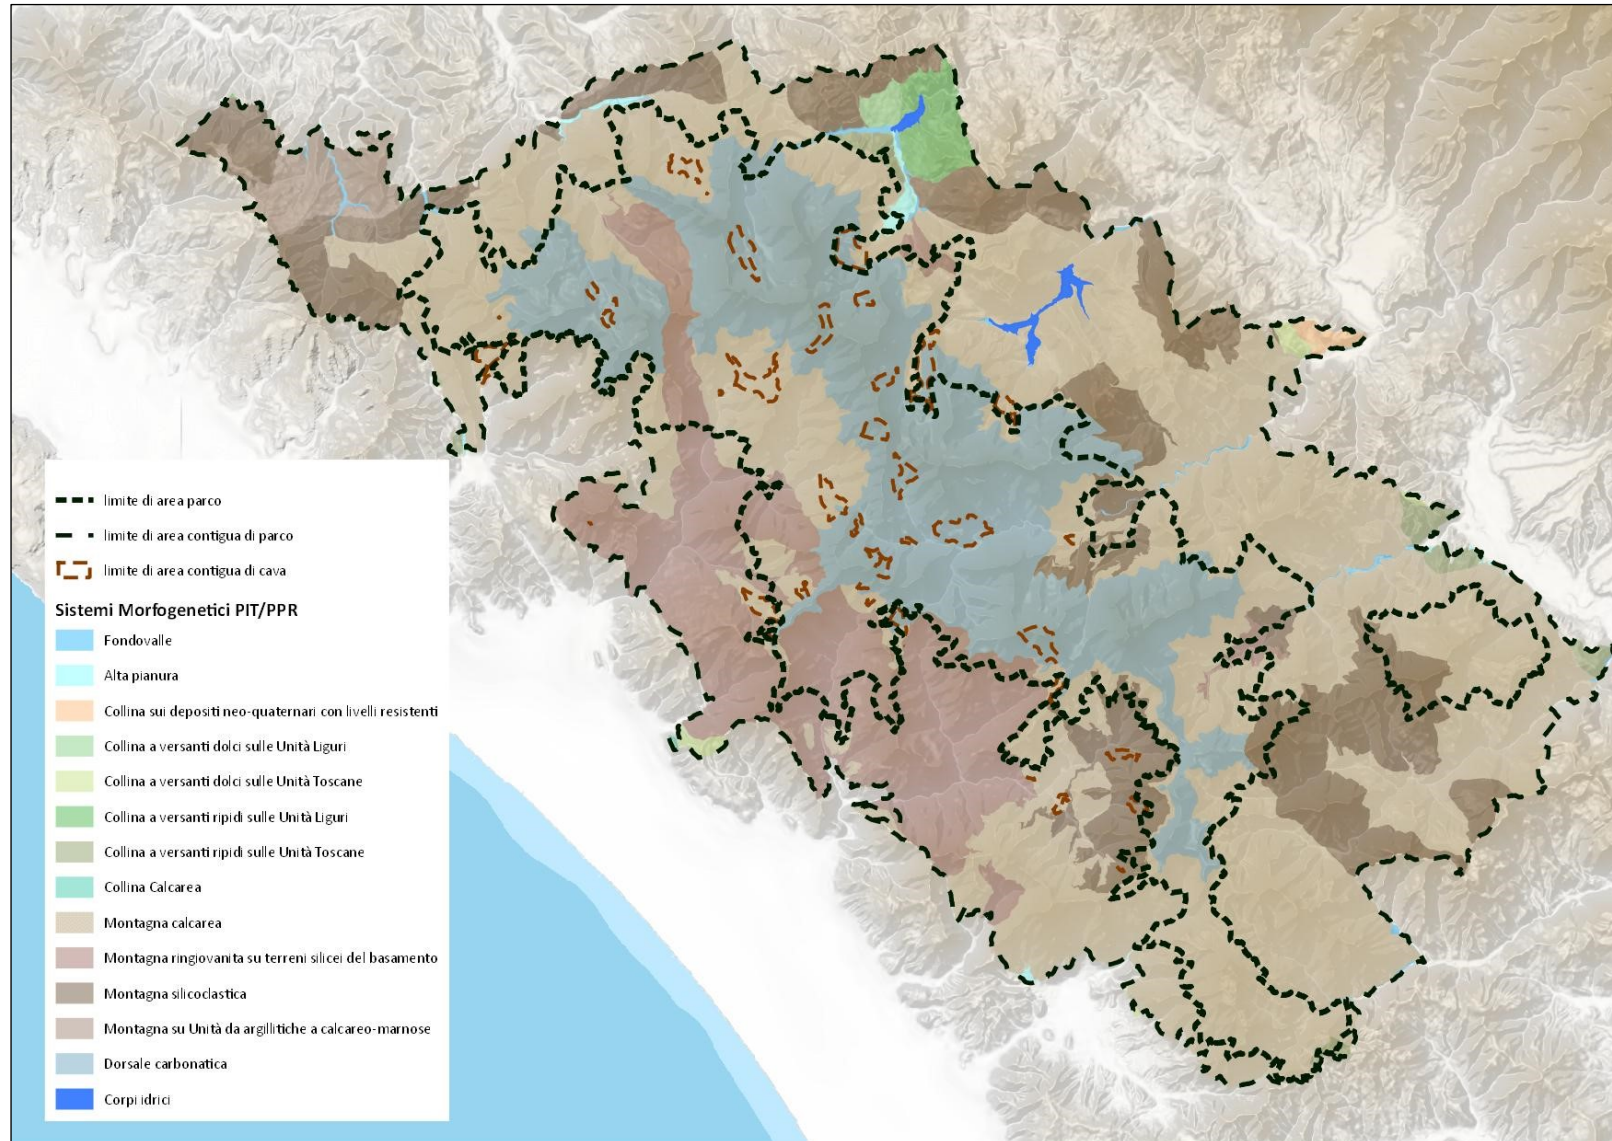 limite di area parco
limite di area contigua di parco
limite di area contigua di cava
Sistemi Morfogenetici PIT/PPR
Fondovalle
Alta pianura
Collina sui depositi neo-quaternari con livelli resistenti
Collina a versanti dolci sulle Unità Liguri
Collina a versanti dolci sulle Unità Toscane
Collina a versanti ripidi sulle Unità Liguri
Collina a versanti ripidi sulle Unità Toscane
Collina Calcarea
Montagna calcarea
Montagna ringiovanita su terreni silicei del basamento
Montagna silicoclastica
Montagna su Unità da argillitiche a calcareo-marnose
Dorsale carbonatica
Corpi idrici